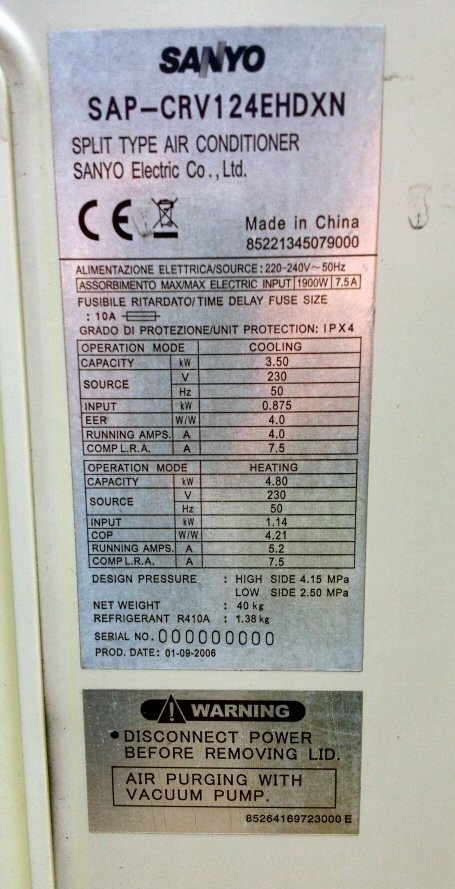 SANYO
SAP-CRV124EHDXN
SPLIT TYPE AIR CONDITIONER
SANYO Electric Co., Ltd.
CE
Made in China
85221345079000
ALIMENTAZIONE ELETTRICA/SOURCE: 220-240V~50Hz
ASSORBIMENTO MAX/MAX ELECTRIC INPUT 1900W 7.5A
FUSIBILE RITARDATO/TIME DELAY FUSE SIZE
: 10A
GRADO DI PROTEZIONE/UNIT PROTECTION: IPX4
OPERATION MODE COOLING
CAPACITY kW 3.50
SOURCE V 230
Hz 50
INPUT kW 0.875
EER W/W 4.0
RUNNING AMPS. A 4.0
COMP L.R.A. A 7.5
OPERATION MODE HEATING
CAPACITY kW 4.80
SOURCE V 230
Hz 50
INPUT kW 1.14
COP W/W 4.21
RUNNING AMPS. A 5.2
COMP L.R.A. A 7.5
DESIGN PRESSURE : HIGH SIDE 4.15 MPa
LOW SIDE 2.50 MPa
NET WEIGHT : 40 kg
REFRIGERANT R410A : 1.38 kg
SERIAL NO. 000000000
PROD. DATE: 01-09-2006
WARNING
• DISCONNECT POWER
BEFORE REMOVING LID.
AIR PURGING WITH
VACUUM PUMP.
85264169723000 E